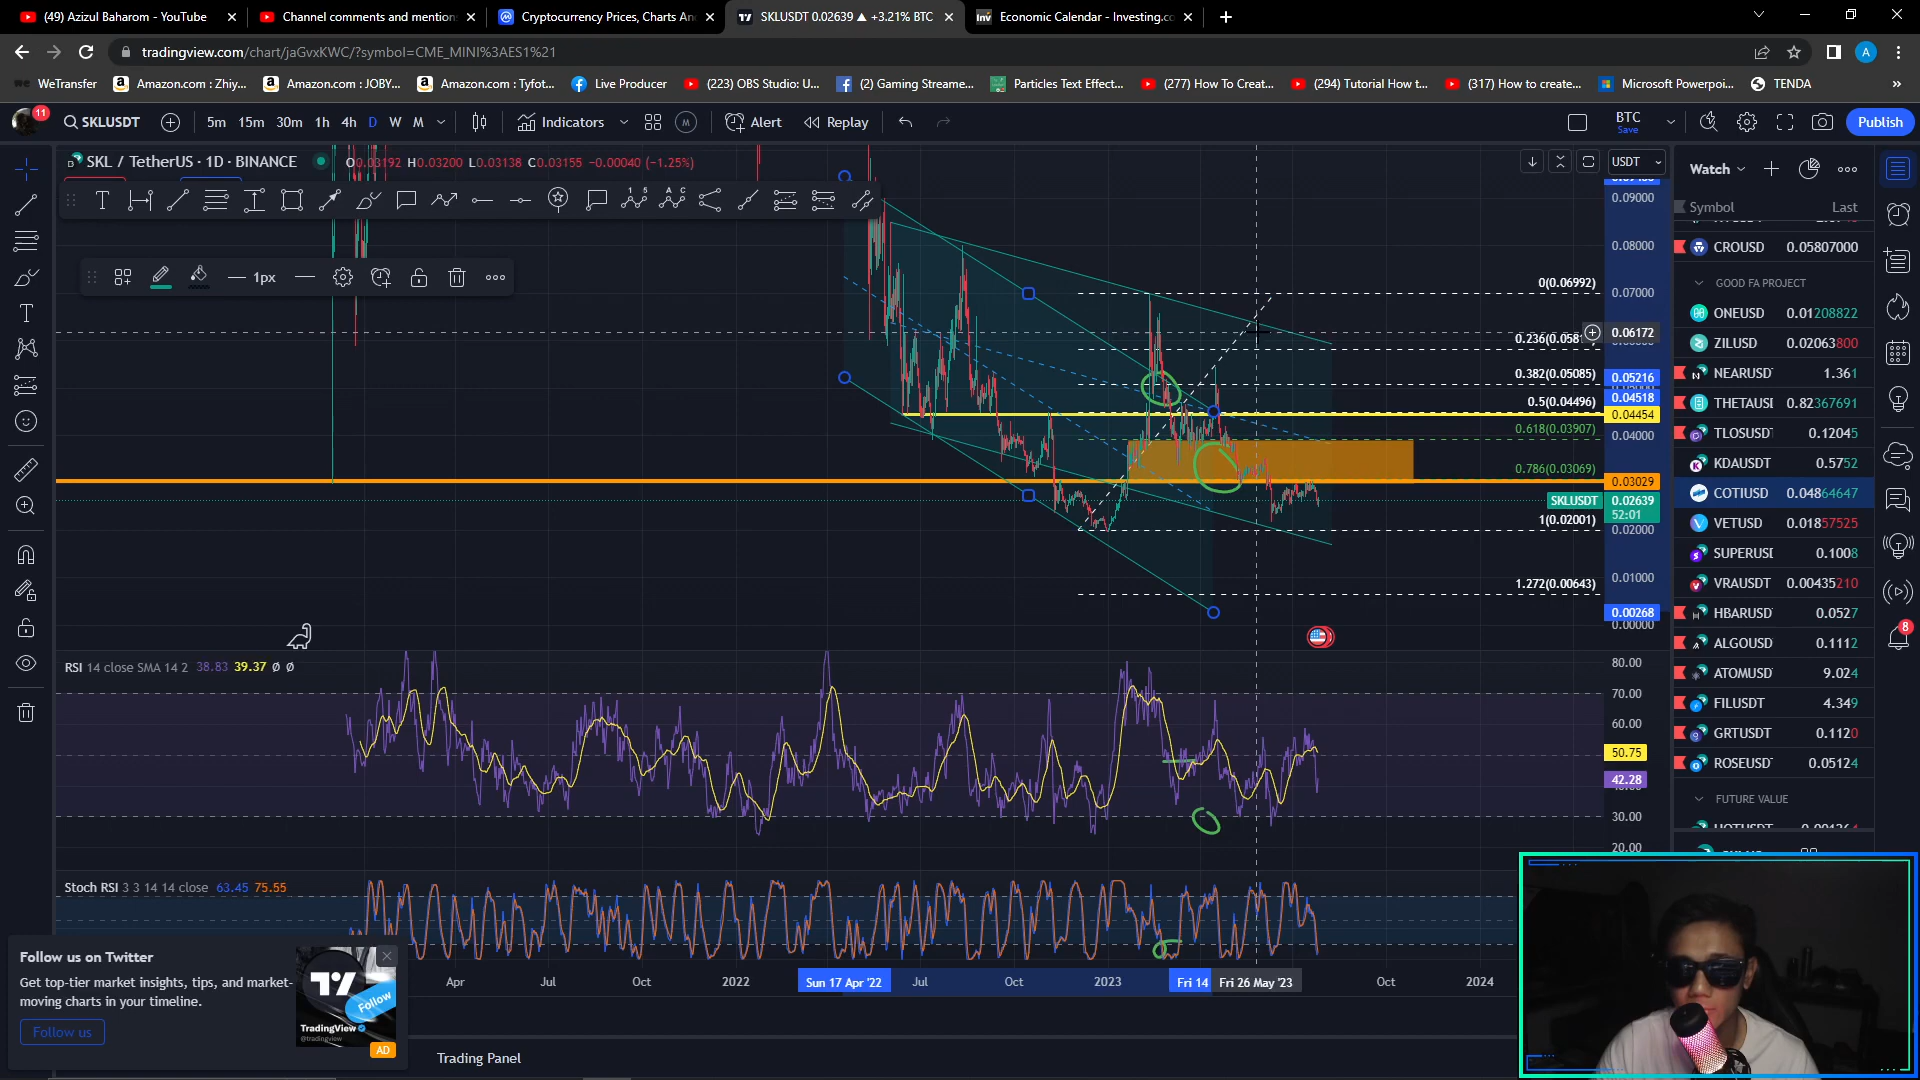 (49) Azizul Baharom - YouTube
Channel comments and mention
Cryptocurrency Prices, Charts An
SKLUSDT 0.02639 ▲ +3.21% BTC
Economic Calendar - Investing.co
tradingview.com/chart/jaGvxKWC/?symbol=CME_MINI%3AES1%21
WeTransfer
Amazon.com : Zhiy...
Amazon.com : JOBY...
Amazon.com : Tyfot...
Live Producer
(223) OBS Studio: U...
(2) Gaming Streame...
Particles Text Effect...
(277) How To Creat...
(294) Tutorial How t...
(317) How to create...
Microsoft Powerpoi...
TENDA
11
SKLUSDT
5m 15m 30m 1h 4h D W M
Indicators
Alert
Replay
BTC
Save
Publish
SKL / TetherUS · 1D · BINANCE
O0.03192 H0.03200 L0.03138 C0.03155 −0.00040 (−1.25%)
USDT
1px
0.09000
0.08000
0(0.06992)
0.07000
0.06172
0.382(0.05085)
0.05216
0.04518
0.5(0.04496)
0.04454
0.618(0.03907)
0.04000
0.786(0.03069)
0.03029
SKLUSDT
0.02639
52:01
1(0.02001)
0.02000
0.01000
1.272(0.00643)
0.00268
0.00000
RSI 14 close SMA 14 2 38.83 39.37 Ø Ø
80.00
70.00
60.00
50.75
42.28
30.00
20.00
Stoch RSI 3 3 14 14 close 63.45 75.55
Apr
Jul
Oct
2022
Sun 17 Apr '22
Jul
Oct
2023
Fri 14
Fri 26 May '23
Oct
2024
Watch
Symbol
Last
CROUSD 0.05807000
GOOD FA PROJECT
ONEUSD 0.01208822
ZILUSD 0.02063800
NEARUSD 1.361
THETAUSI 0.82367691
TLOSUSD 0.12045
KDAUSDT 0.5752
COTIUSD 0.04864647
VETUSD 0.01857525
SUPERUSI 0.1008
VRAUSDT 0.00435210
HBARUSD 0.0527
ALGOUSD 0.1112
ATOMUSD 9.024
FILUSDT 4.349
GRTUSDT 0.1120
ROSEUSD 0.05124
FUTURE VALUE
8
Follow us on Twitter
Get top-tier market insights, tips, and market-
moving charts in your timeline.
Follow us
Follow
TradingView
@tradingview
AD
Trading Panel